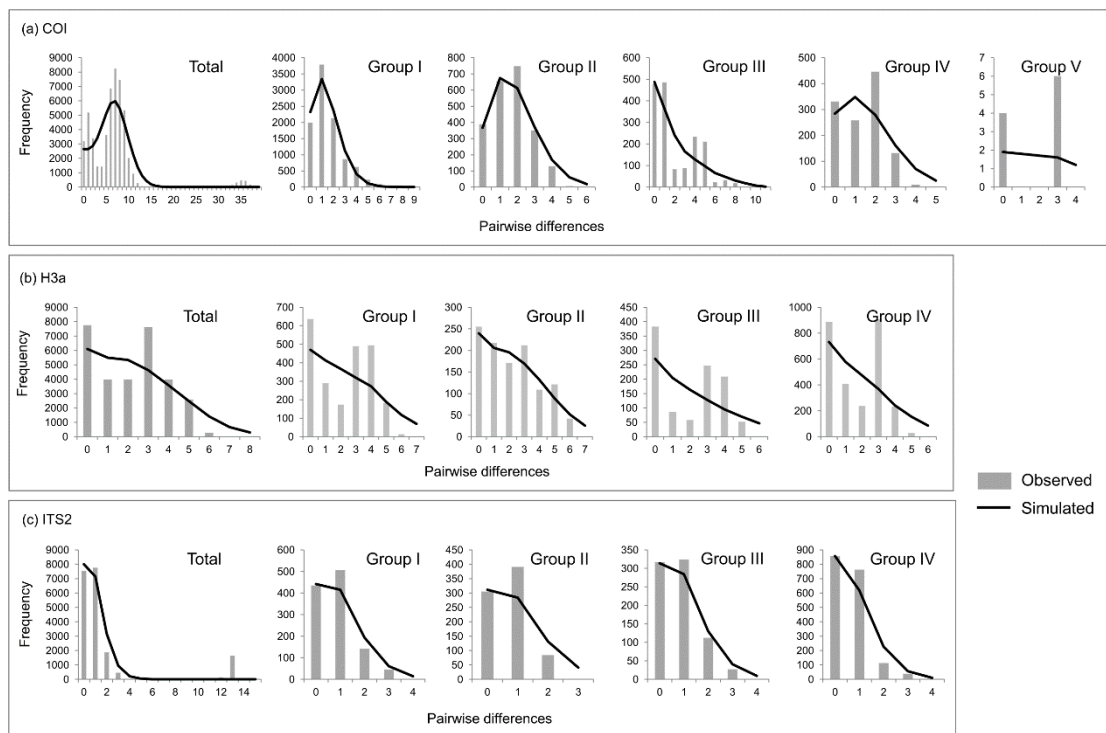 (a) COI
Total
Group I
Group II
Group III
Group IV
Group V
Frequency
9000 8000 7000 6000 5000 4000 3000 2000 1000 0
0 5 10 15 20 25 30 35
4000 3500 3000 2500 2000 1500 1000 500 0
0 1 2 3 4 5 6 7 8 9
800 700 600 500 400 300 200 100 0
0 1 2 3 4 5 6
600 500 400 300 200 100 0
0 2 4 6 8 10
500 400 300 200 100 0
0 1 2 3 4 5
7 6 5 4 3 2 1 0
0 1 2 3 4
Pairwise differences
(b) H3a
Total
Group I
Group II
Group III
Group IV
Frequency
9000 8000 7000 6000 5000 4000 3000 2000 1000 0
0 1 2 3 4 5 6 7 8
700 600 500 400 300 200 100 0
0 1 2 3 4 5 6 7
300 250 200 150 100 50 0
0 1 2 3 4 5 6 7
450 400 350 300 250 200 150 100 50 0
0 1 2 3 4 5 6
1000 800 600 400 200 0
0 1 2 3 4 5 6
Pairwise differences
Observed
Simulated
(c) ITS2
Total
Group I
Group II
Group III
Group IV
Frequency
9000 8000 7000 6000 5000 4000 3000 2000 1000 0
0 2 4 6 8 10 12 14
600 500 400 300 200 100 0
0 1 2 3 4
450 400 350 300 250 200 150 100 50 0
0 1 2 3
350 300 250 200 150 100 50 0
0 1 2 3 4
900 800 700 600 500 400 300 200 100 0
0 1 2 3 4
Pairwise differences